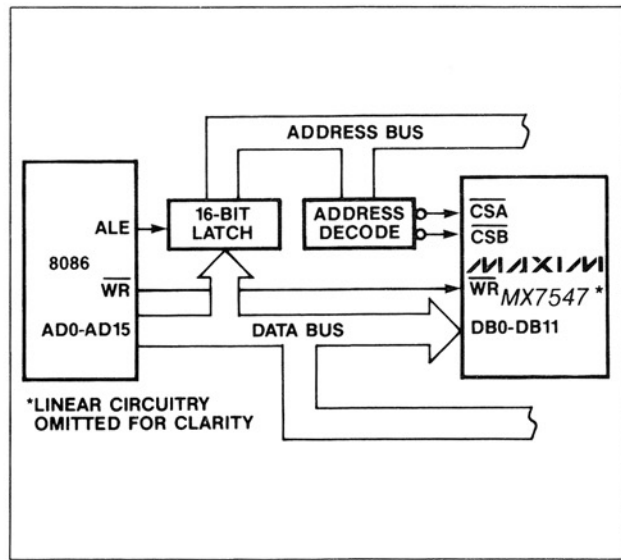 ADDRESS BUS
ALE
16-BIT
LATCH
ADDRESS
DECODE
CSA
CSB
8086
MAXIM
WR
WR
MX7547*
AD0-AD15
DATA BUS
DB0-DB11
*LINEAR CIRCUITRY
OMITTED FOR CLARITY